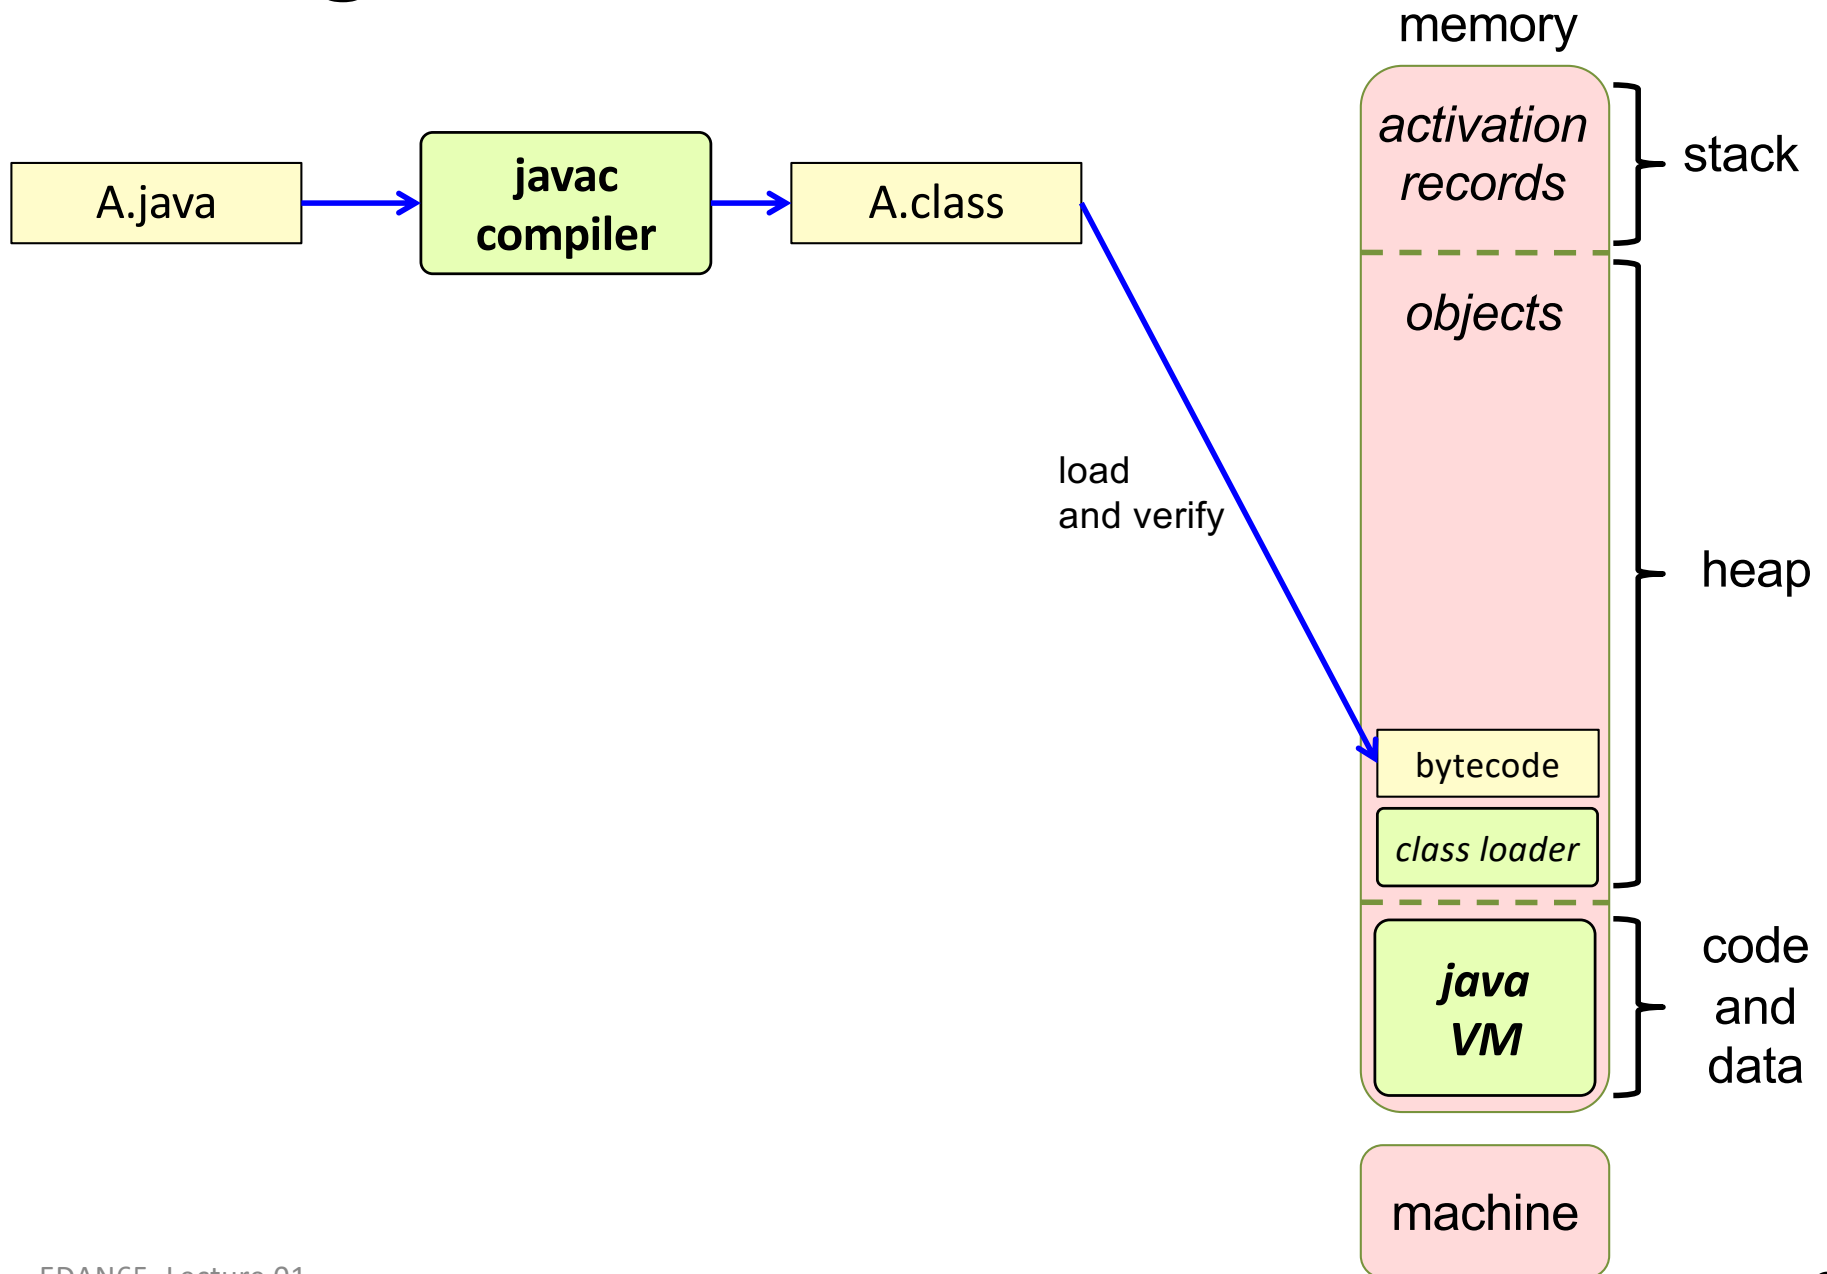 memory
activation
records
stack
A.java
javac
compiler
A.class
objects
load
and verify
heap
bytecode
class loader
code
and
data
java
VM
machine